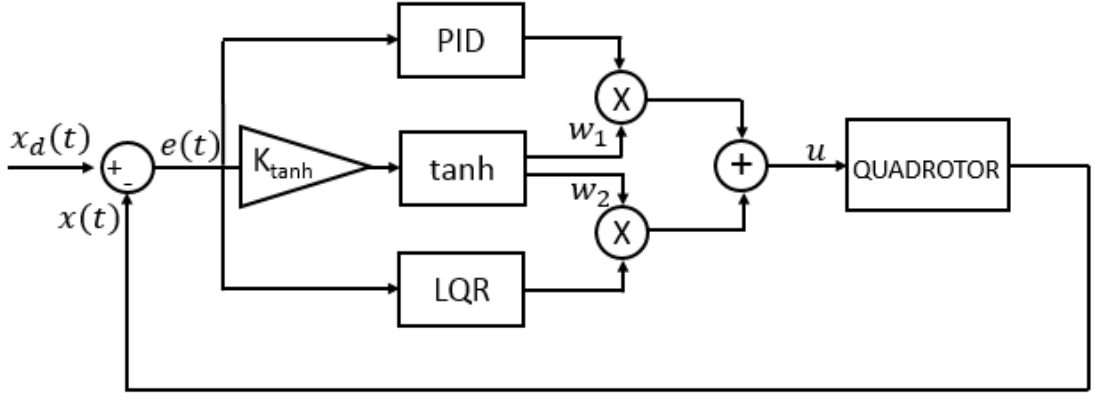 PID
X
x_d(t)
+
-
e(t)
K_tanh
tanh
w_1
w_2
+
u
QUADROTOR
x(t)
X
LQR